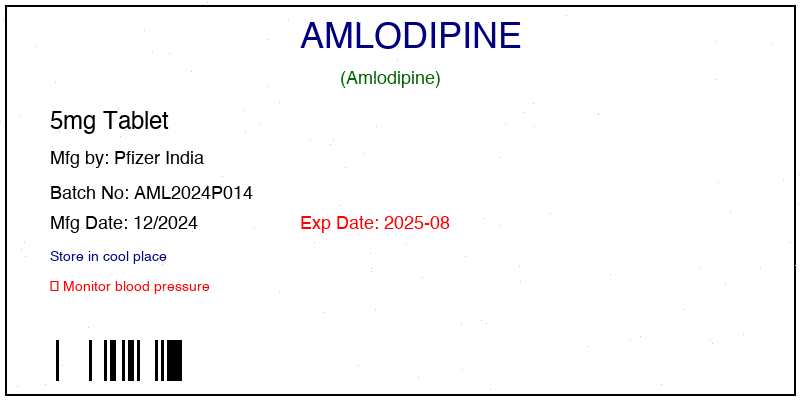 AMLODIPINE
(Amlodipine)
5mg Tablet
Mfg by: Pfizer India
Batch No: AML2024P014
Mfg Date: 12/2024 Exp Date: 2025-08
Store in cool place
□ Monitor blood pressure